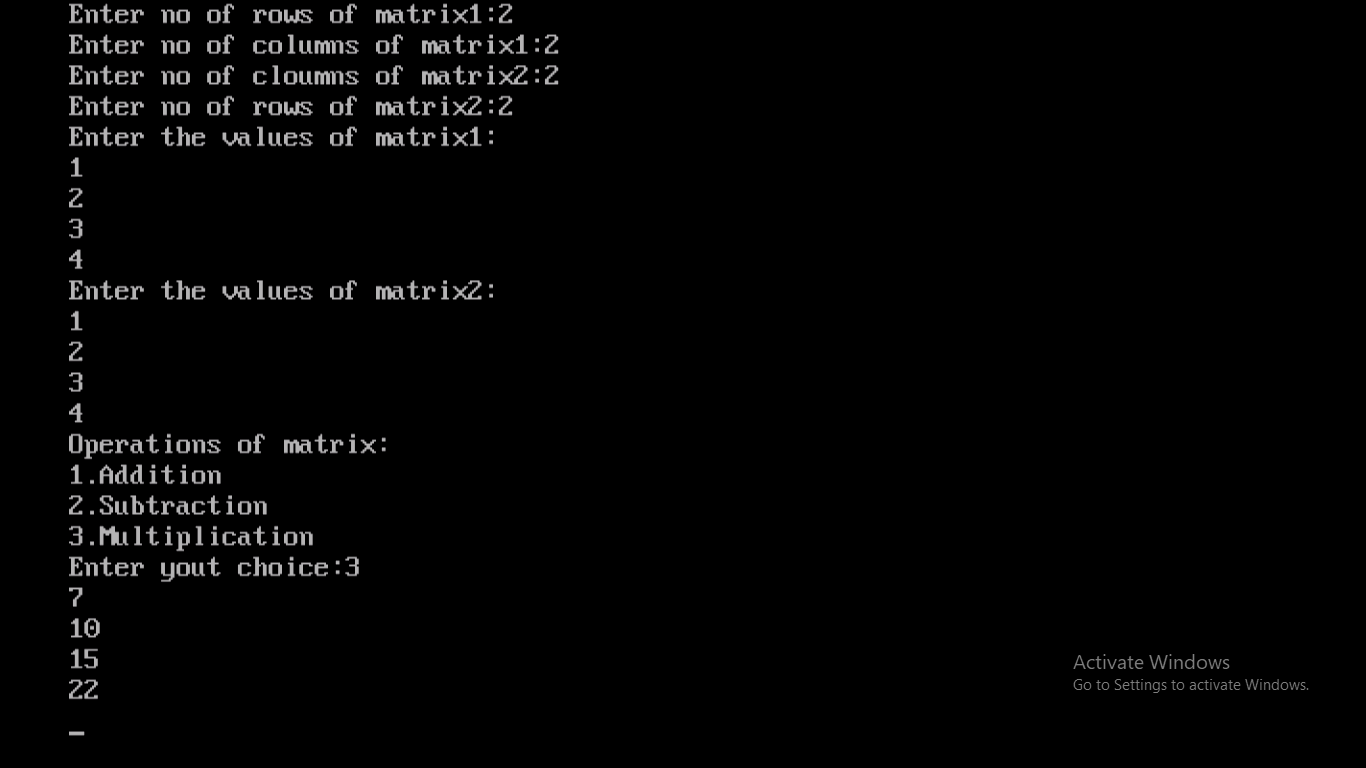 Enter no of rows of matrix1:2
Enter no of columns of matrix1:2
Enter no of cloumns of matrix2:2
Enter no of rows of matrix2:2
Enter the values of matrix1:
1
2
3
4
Enter the values of matrix2:
1
2
3
4
Operations of matrix:
1.Addition
2.Subtraction
3.Multiplication
Enter yout choice:3
7
10
15
22
_
Activate Windows
Go to Settings to activate Windows.